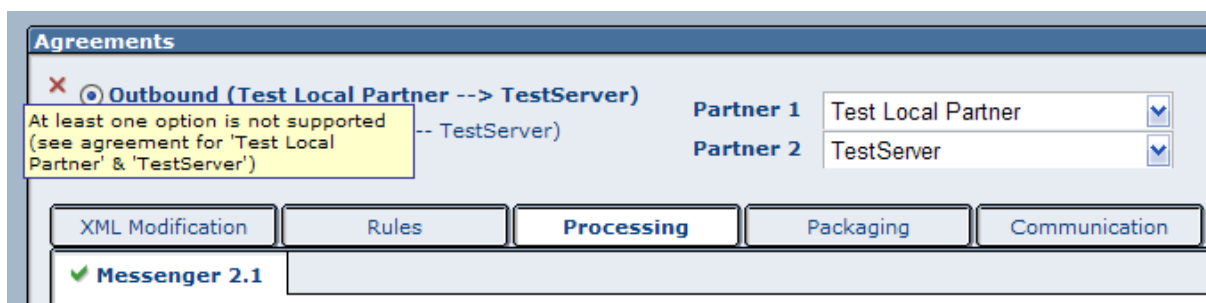 Agreements
Outbound (Test Local Partner --> TestServer)
At least one option is not supported
(see agreement for 'Test Local
Partner' & 'TestServer')
-- TestServer)
Partner 1 Test Local Partner
Partner 2 TestServer
XML Modification Rules Processing Packaging Communication
Messenger 2.1